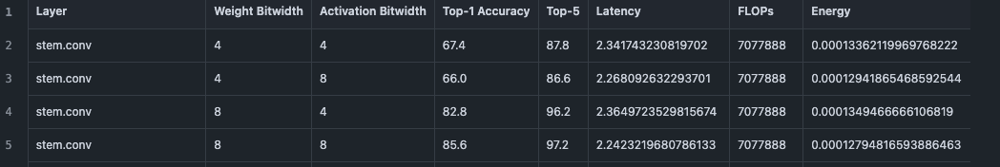 1 Layer Weight Bitwidth Activation Bitwidth Top-1 Accuracy Top-5 Latency FLOPs Energy
2 stem.conv 4 4 67.4 87.8 2.341743230819702 7077888 0.00013362119969768222
3 stem.conv 4 8 66.0 86.6 2.268092632293701 7077888 0.00012941865468592544
4 stem.conv 8 4 82.8 96.2 2.3649723529815674 7077888 0.0001349466666106819
5 stem.conv 8 8 85.6 97.2 2.2423219680786133 7077888 0.00012794816593886463